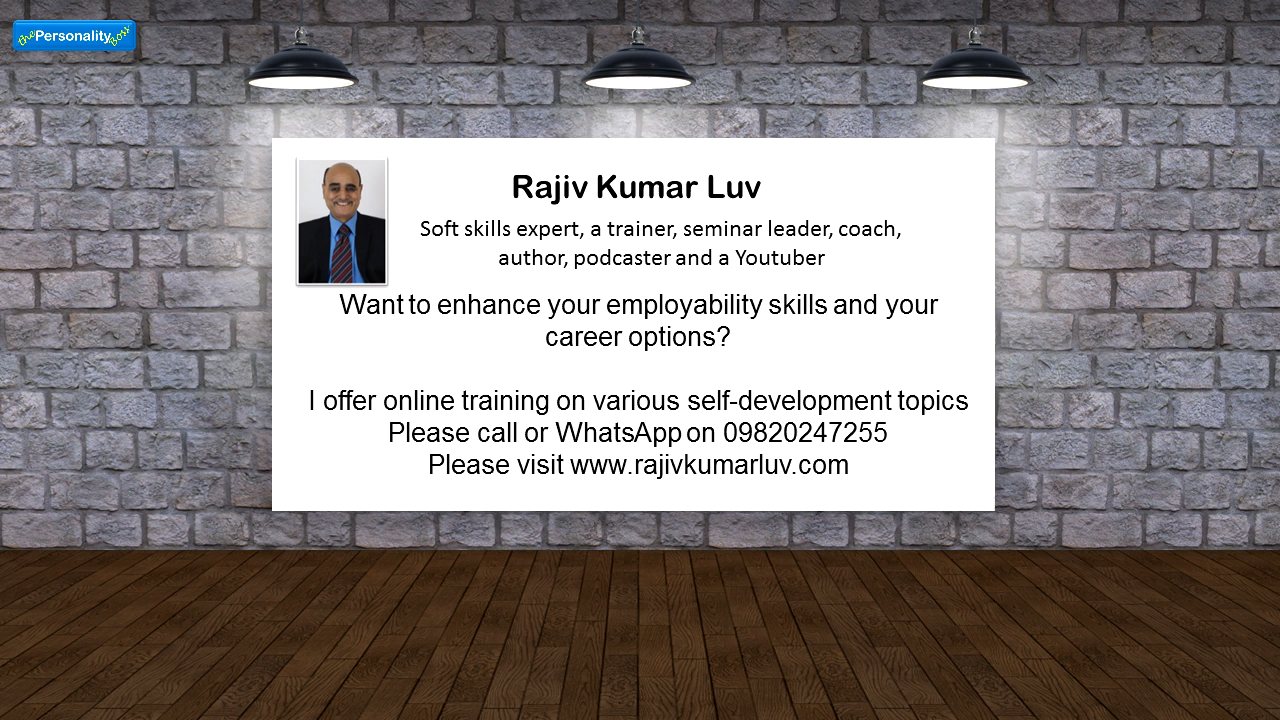 thePersonalityBoss
Rajiv Kumar Luv
Soft skills expert, a trainer, seminar leader, coach,
author, podcaster and a Youtuber
Want to enhance your employability skills and your
career options?
I offer online training on various self-development topics
Please call or WhatsApp on 09820247255
Please visit www.rajivkumarluv.com